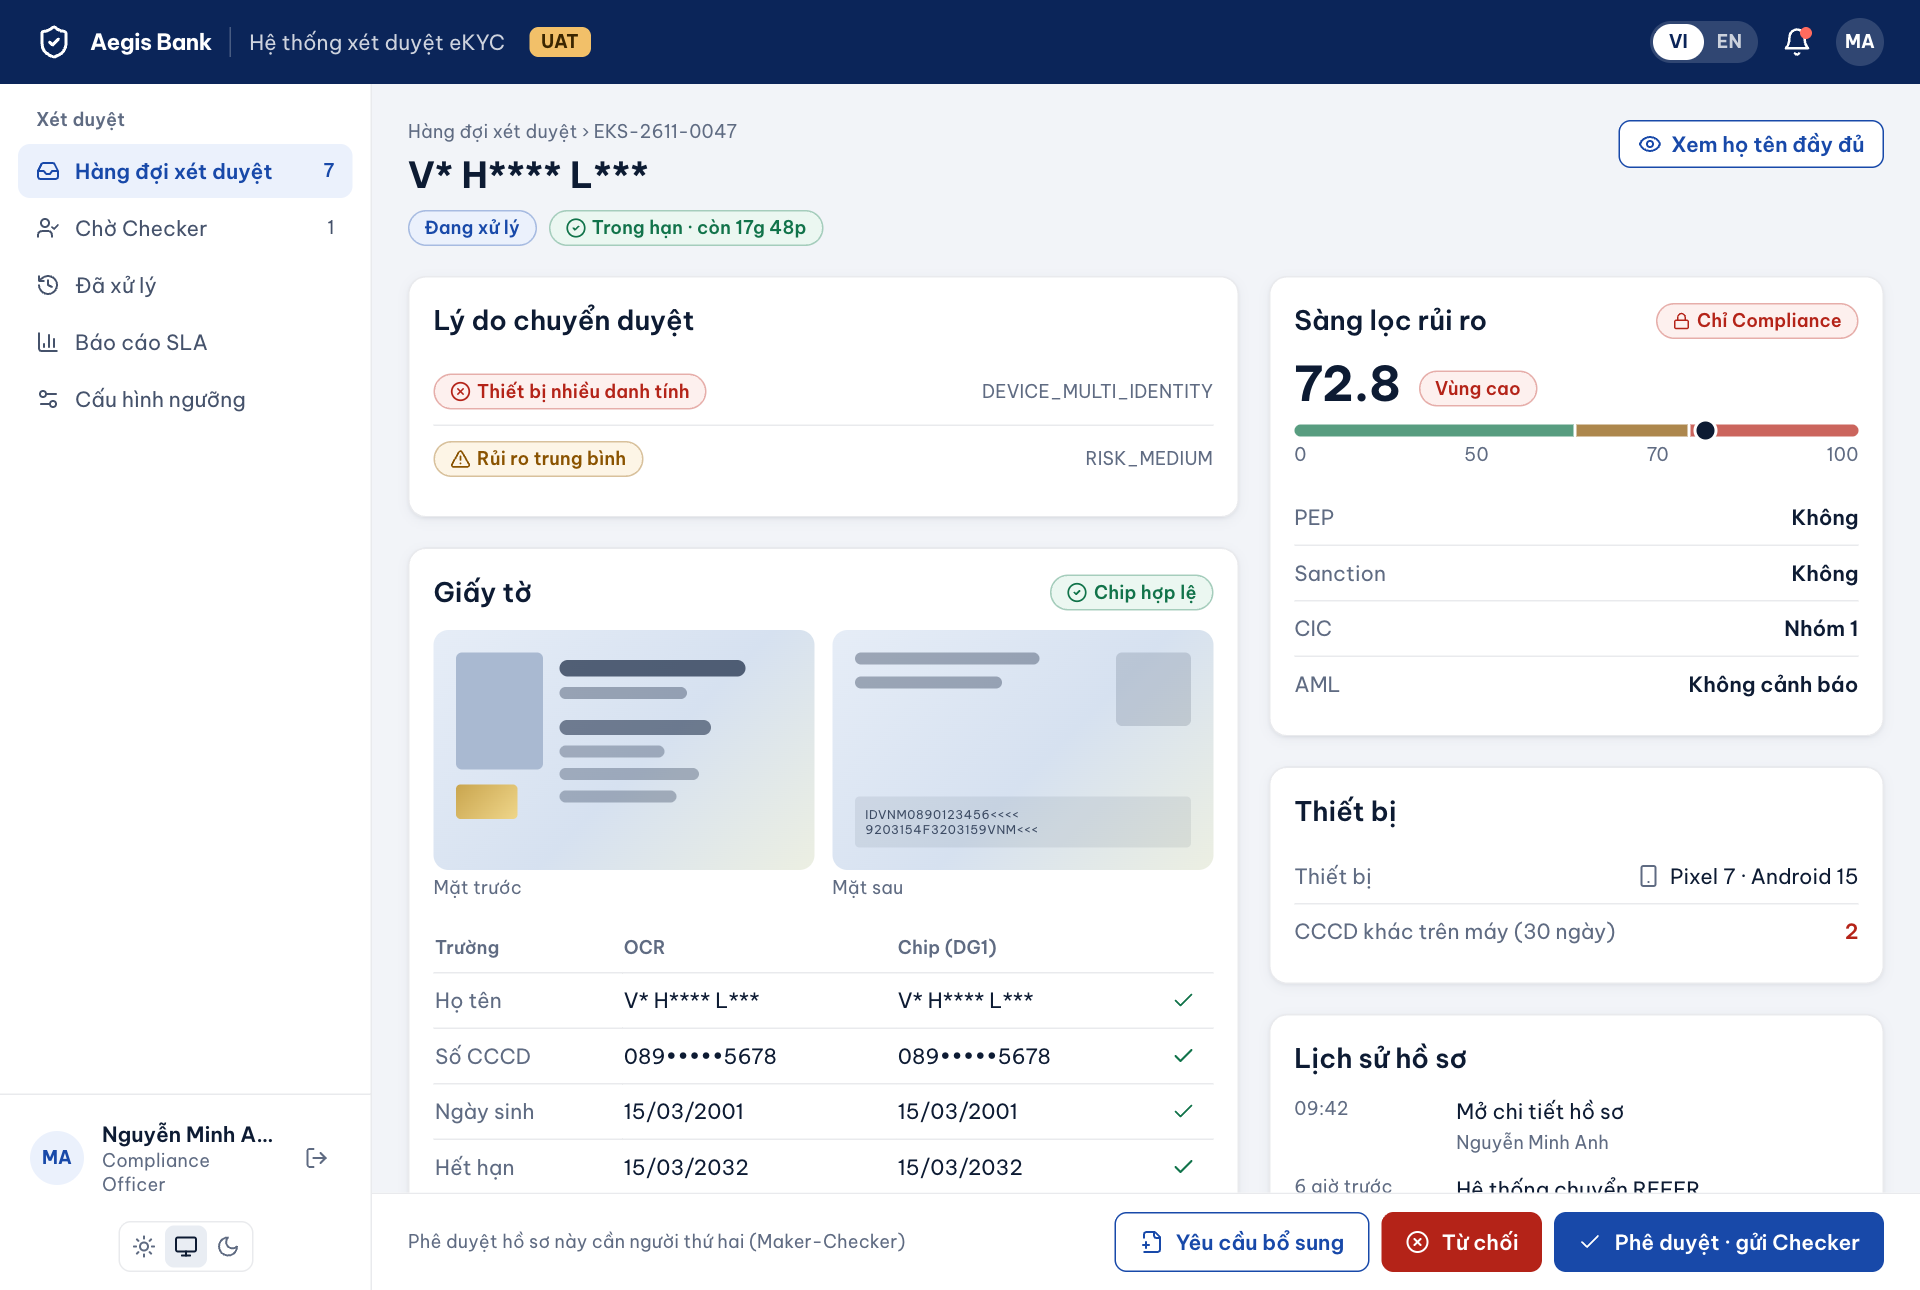 Aegis Bank
Hệ thống xét duyệt eKYC
UAT
VI
EN
MA
Xét duyệt
Hàng đợi xét duyệt
7
Chờ Checker
1
Đã xử lý
Báo cáo SLA
Cấu hình ngưỡng
Nguyễn Minh A...
MA
Compliance
Officer
Hàng đợi xét duyệt › EKS-2611-0047
V* H**** L***
Xem họ tên đầy đủ
Đang xử lý
Trong hạn · còn 17g 48p
Lý do chuyển duyệt
Thiết bị nhiều danh tính
DEVICE_MULTI_IDENTITY
Rủi ro trung bình
RISK_MEDIUM
Giấy tờ
Chip hợp lệ
IDVNM0890123456<<<<
9203154F3203159VNM<<<
Mặt trước
Mặt sau
Trường
OCR
Chip (DG1)
Họ tên
V* H**** L***
V* H**** L***
Số CCCD
089•••••5678
089•••••5678
Ngày sinh
15/03/2001
15/03/2001
Hết hạn
15/03/2032
15/03/2032
Sàng lọc rủi ro
Chỉ Compliance
72.8
Vùng cao
0
50
70
100
PEP
Không
Sanction
Không
CIC
Nhóm 1
AML
Không cảnh báo
Thiết bị
Thiết bị
Pixel 7 · Android 15
CCCD khác trên máy (30 ngày)
2
Lịch sử hồ sơ
09:42
Mở chi tiết hồ sơ
Nguyễn Minh Anh
6 giờ trước
Hệ thống chuyển REFER
Phê duyệt hồ sơ này cần người thứ hai (Maker-Checker)
Yêu cầu bổ sung
Từ chối
Phê duyệt · gửi Checker